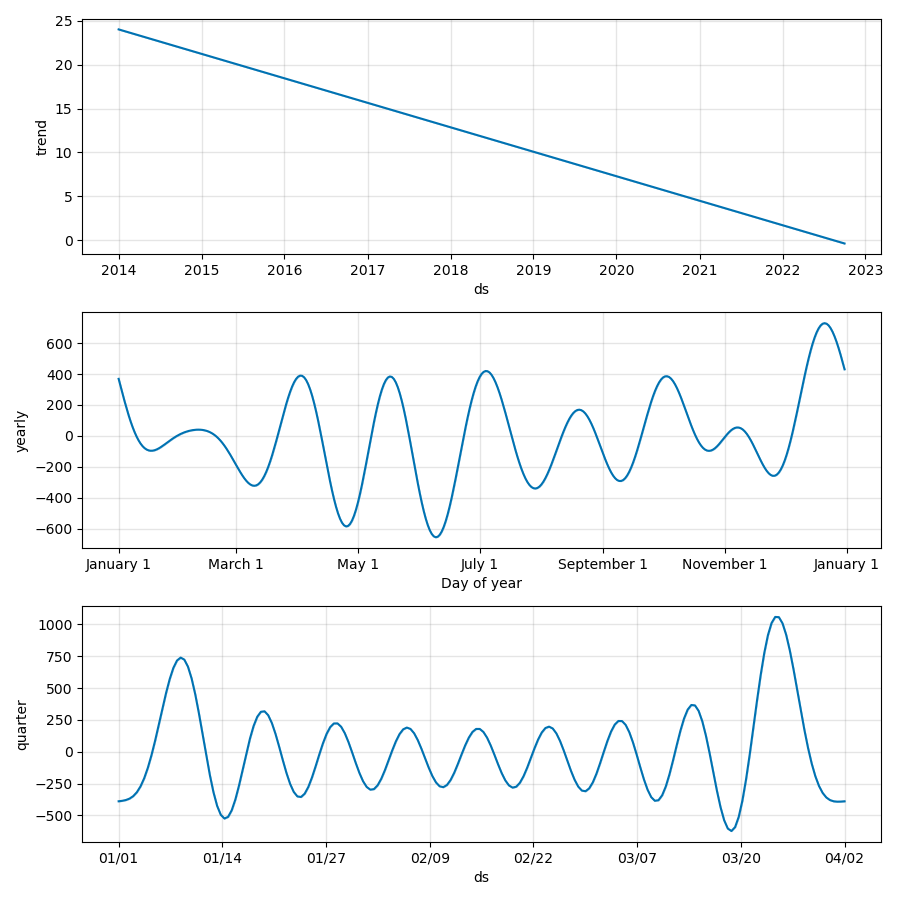 25
20
15
10
5
0
trend
2014 2015 2016 2017 2018 2019 2020 2021 2022 2023
ds
600
400
200
0
−200
−400
−600
yearly
January 1 March 1 May 1 July 1 September 1 November 1 January 1
Day of year
1000
750
500
250
0
−250
−500
quarter
01/01 01/14 01/27 02/09 02/22 03/07 03/20 04/02
ds